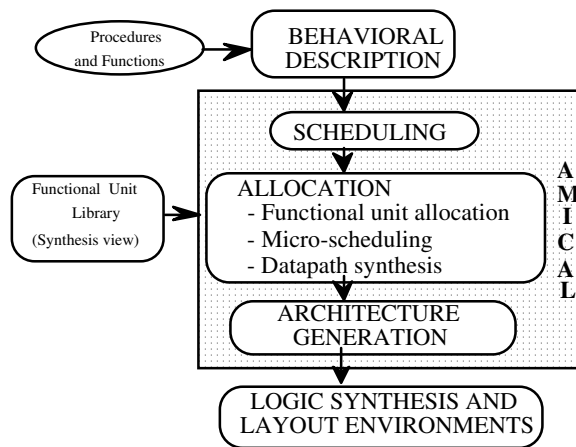 Procedures
and Functions
BEHAVIORAL
DESCRIPTION
SCHEDULING
Functional Unit
Library
(Synthesis view)
ALLOCATION
- Functional unit allocation
- Micro-scheduling
- Datapath synthesis
AMICAL
ARCHITECTURE
GENERATION
LOGIC SYNTHESIS AND
LAYOUT ENVIRONMENTS